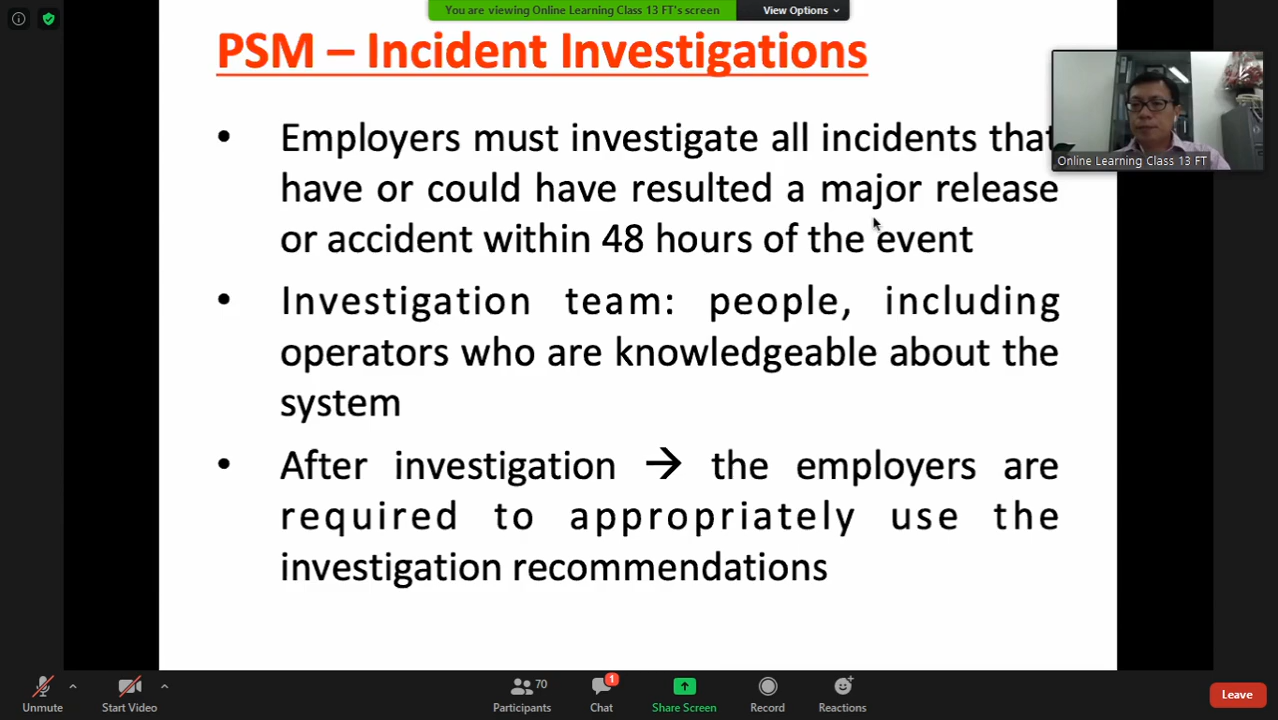 You are viewing Online Learning Class 13 FT's screen
View Options
PSM – Incident Investigations
• Employers must investigate all incidents that
have or could have resulted a major release
or accident within 48 hours of the event
• Investigation team: people, including
operators who are knowledgeable about the
system
• After investigation → the employers are
required to appropriately use the
investigation recommendations
Online Learning Class 13 FT
Unmute
Start Video
70
Participants
1
Chat
Share Screen
Record
Reactions
Leave